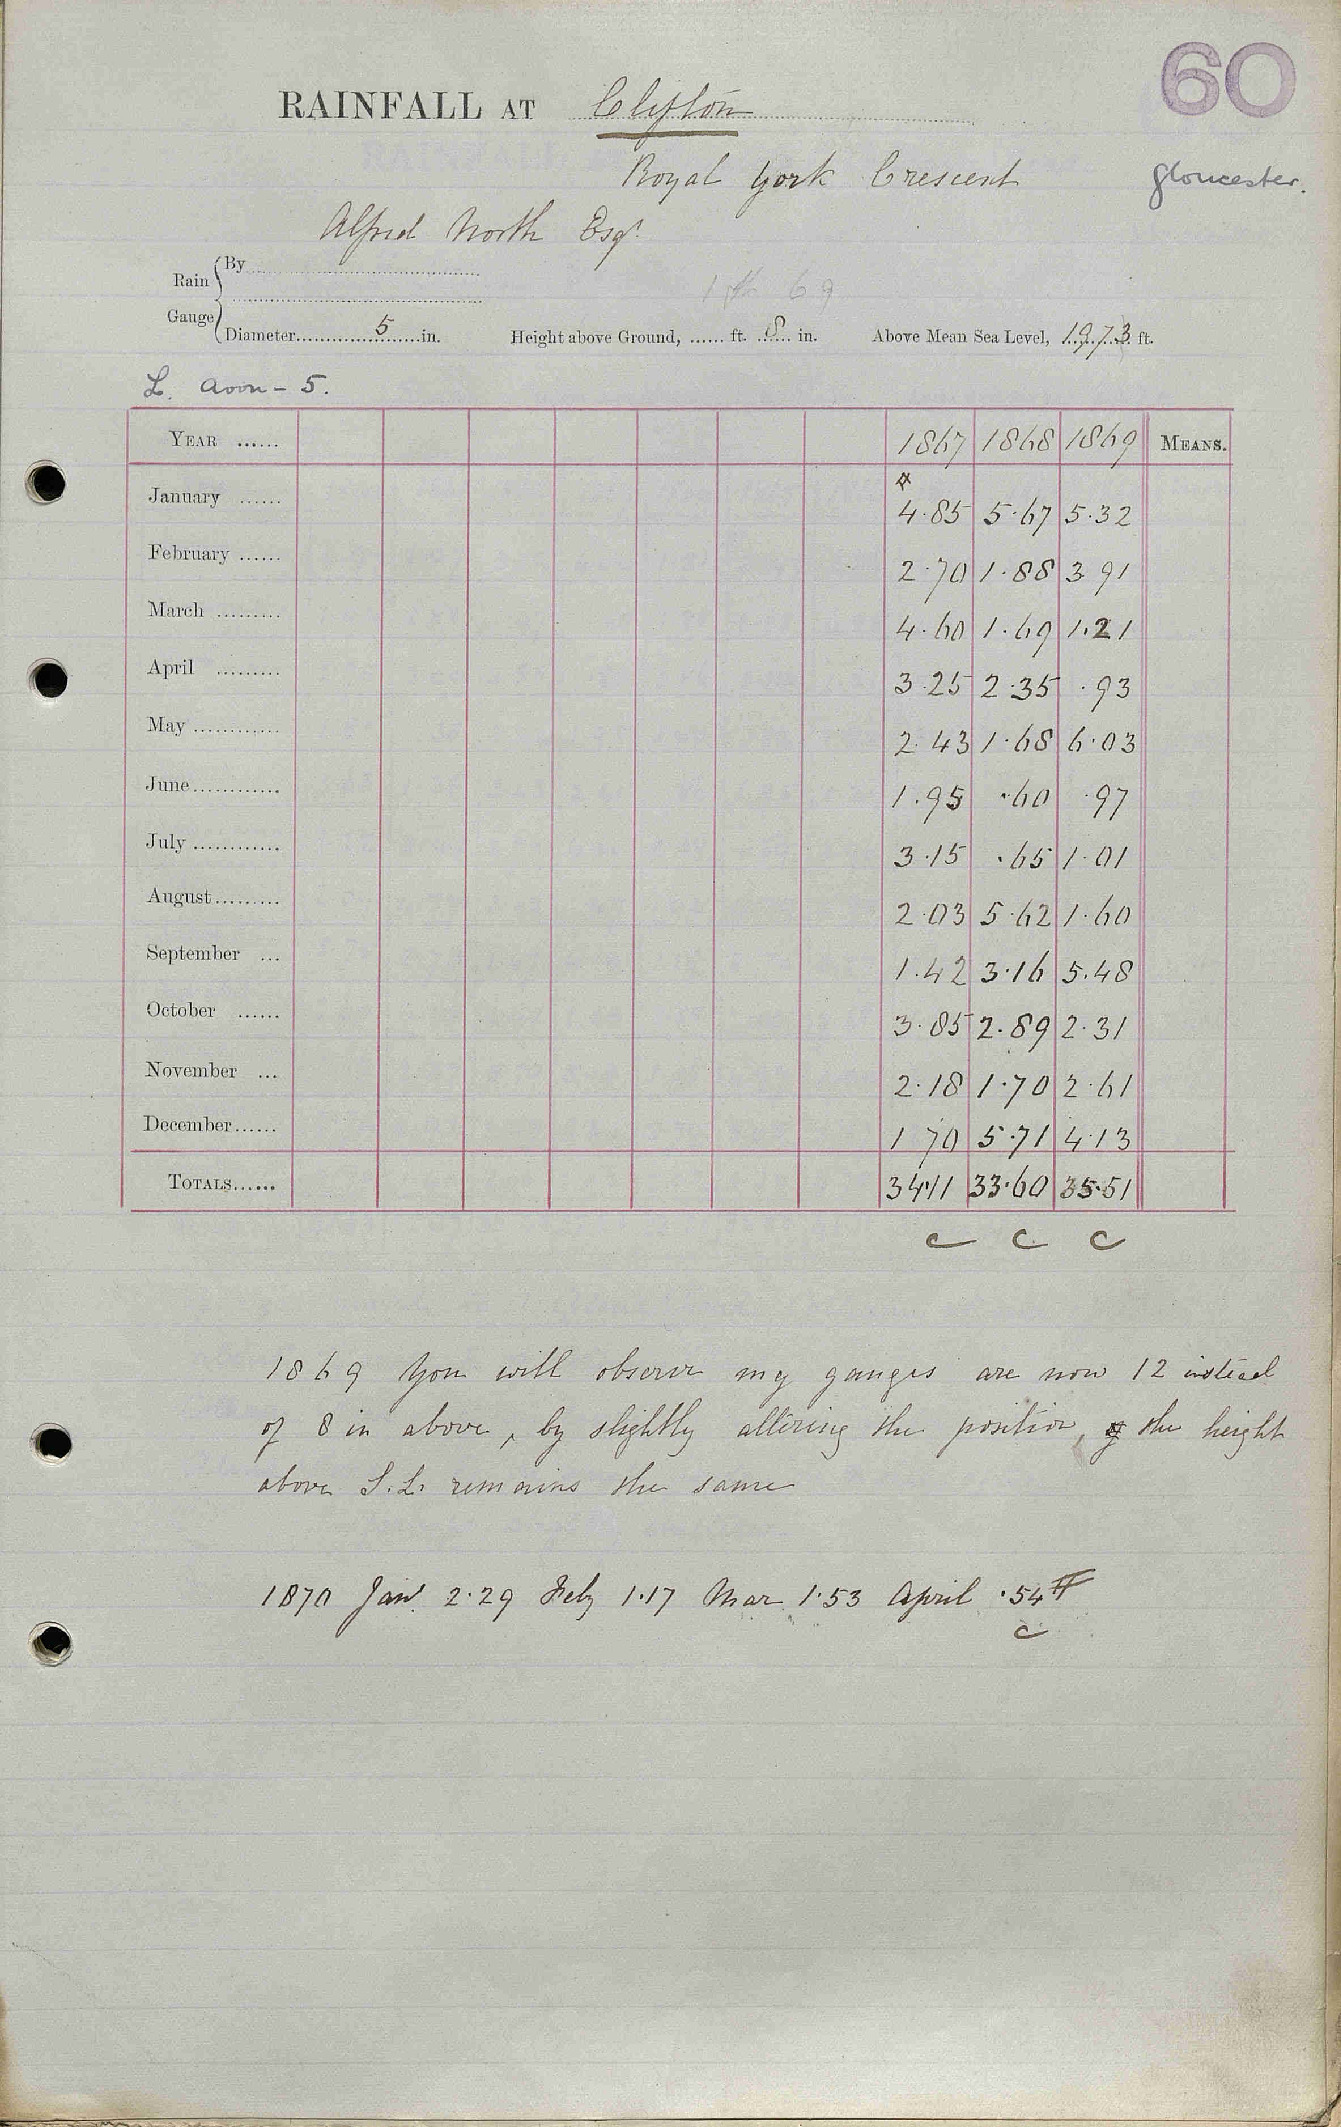 60
RAINFALL AT Clifton
Royal York Crescent
Gloucester.
Alfred North Esqr.
Rain Gauge
By
1 ft 69
Diameter 5 in. Height above Ground, ...... ft. 8 in. Above Mean Sea Level, 197.3 ft.
L. Avon - 5.
YEAR ...... 1867 1868 1869 MEANS.
January ...... * 4.85 5.67 5.32
February ...... 2.70 1.88 3 91
March ......... 4.60 1.69 1.21
April ......... 3.25 2.35 .93
May ............ 2.43 1.68 6.03
June ............ 1.95 .60 .97
July ............ 3.15 .65 1.01
August ......... 2.03 5.62 1.60
September ... 1.42 3.16 5.48
October ...... 3.85 2.89 2.31
November ... 2.18 1.70 2.61
December ...... 1 70 5.71 4.13
TOTALS ...... 34.11 33.60 35.51
c c c
1869 You will observe my gauges are now 12 instead
of 8 in above, by slightly altering the position, the height
above S.L. remains the same
1870 Jan 2.29 Feby 1.17 Mar 1.53 April .54
c